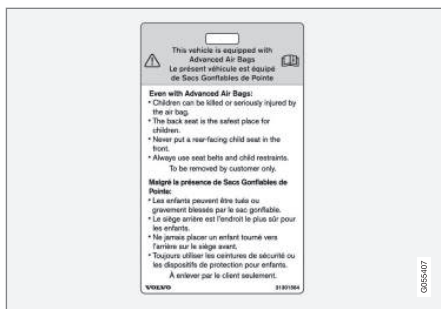 This vehicle is equipped with
Advanced Air Bags
Le présent véhicule est équipé
de Sacs Gonflables de Pointe
Even with Advanced Air Bags:
• Children can be killed or seriously injured by
the air bag.
• The back seat is the safest place for
children.
• Never put a rear-facing child seat in the
front.
• Always use seat belts and child restraints.
To be removed by customer only.
Malgré la présence de Sacs Gonflables de
Pointe:
• Les enfants peuvent être tués ou
gravement blessés par le sac gonflable.
• Le siège arrière est l'endroit le plus sûr pour
les enfants.
• Ne jamais placer un enfant tourné vers
l'arrière sur le siège avant.
• Toujours utiliser les ceintures de sécurité ou
les dispositifs de protection pour enfants.
À enlever par le client seulement.
VOLVO 31301564
G055407